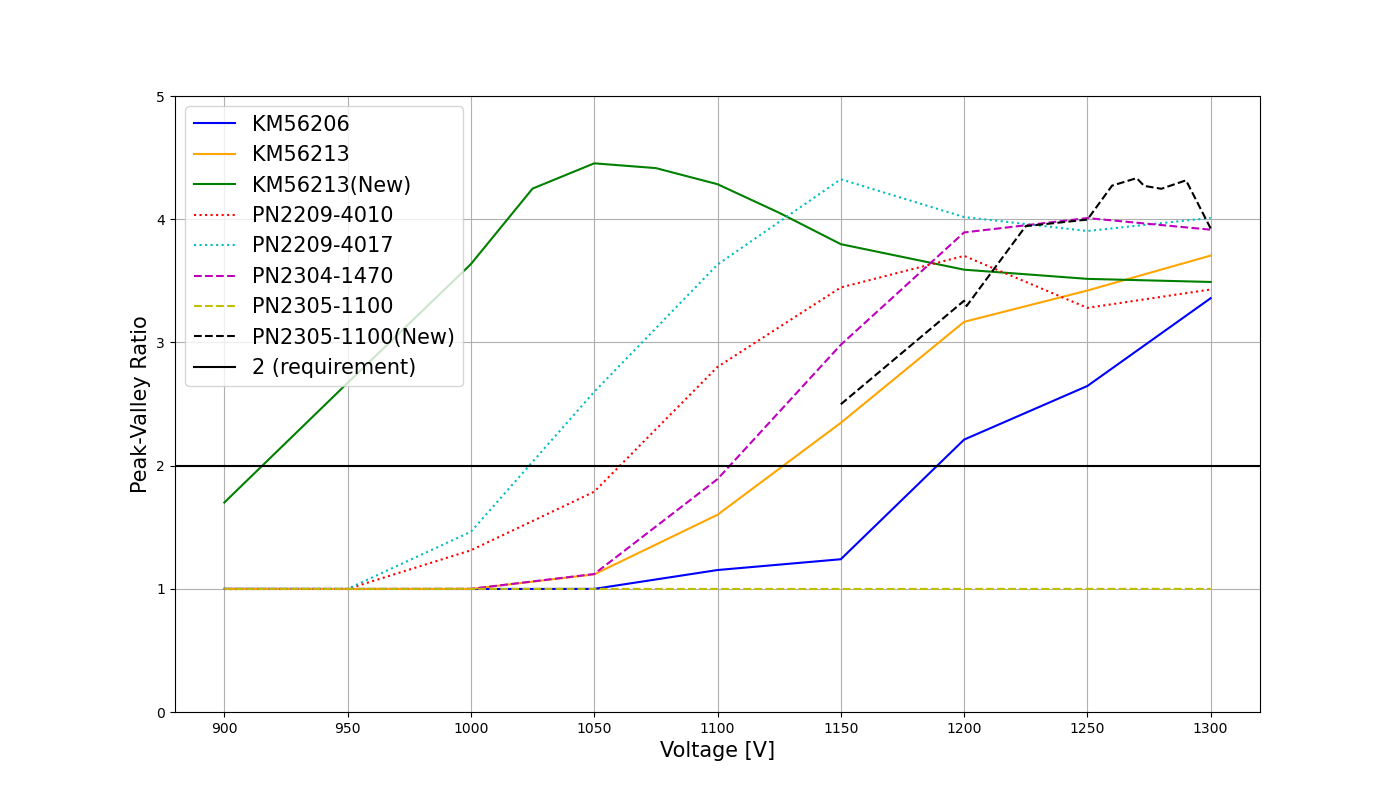 5
4
3
2
1
0
Peak-Valley Ratio
KM56206
KM56213
KM56213(New)
PN2209-4010
PN2209-4017
PN2304-1470
PN2305-1100
PN2305-1100(New)
2 (requirement)
900 950 1000 1050 1100 1150 1200 1250 1300
Voltage [V]